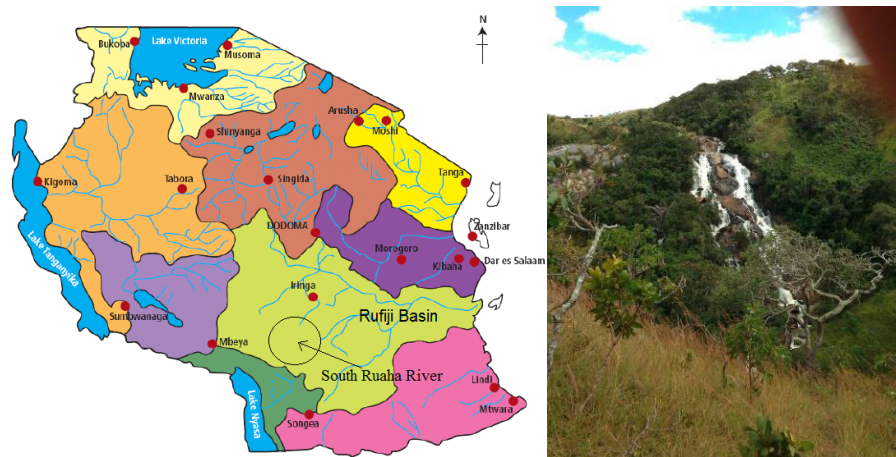 N
Lake Victoria
Bukoba
Musoma
Mwanza
Arusha
Moshi
Shinyanga
Kigoma
Tabora
Singida
Tanga
Zanzibar
DODOMA
Morogoro
Kibaha
Dar es Salaam
Lake Tanganyika
Iringa
Sumbwanaga
Rufiji Basin
Mbeya
South Ruaha River
Lake Nyasa
Lindi
Mtwara
Songea